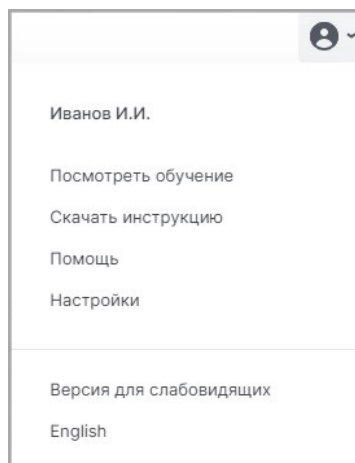 Иванов И.И.
Посмотреть обучение
Скачать инструкцию
Помощь
Настройки
Версия для слабовидящих
English